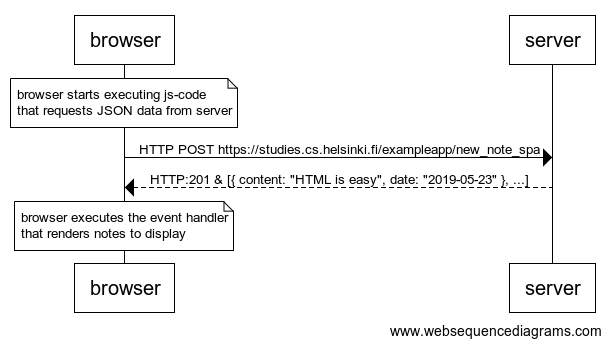 browser
server
browser starts executing js-code
that requests JSON data from server
HTTP POST https://studies.cs.helsinki.fi/exampleapp/new_note_spa
HTTP:201 & [{ content: "HTML is easy", date: "2019-05-23" }, ...]
browser executes the event handler
that renders notes to display
browser
server
www.websequencediagrams.com